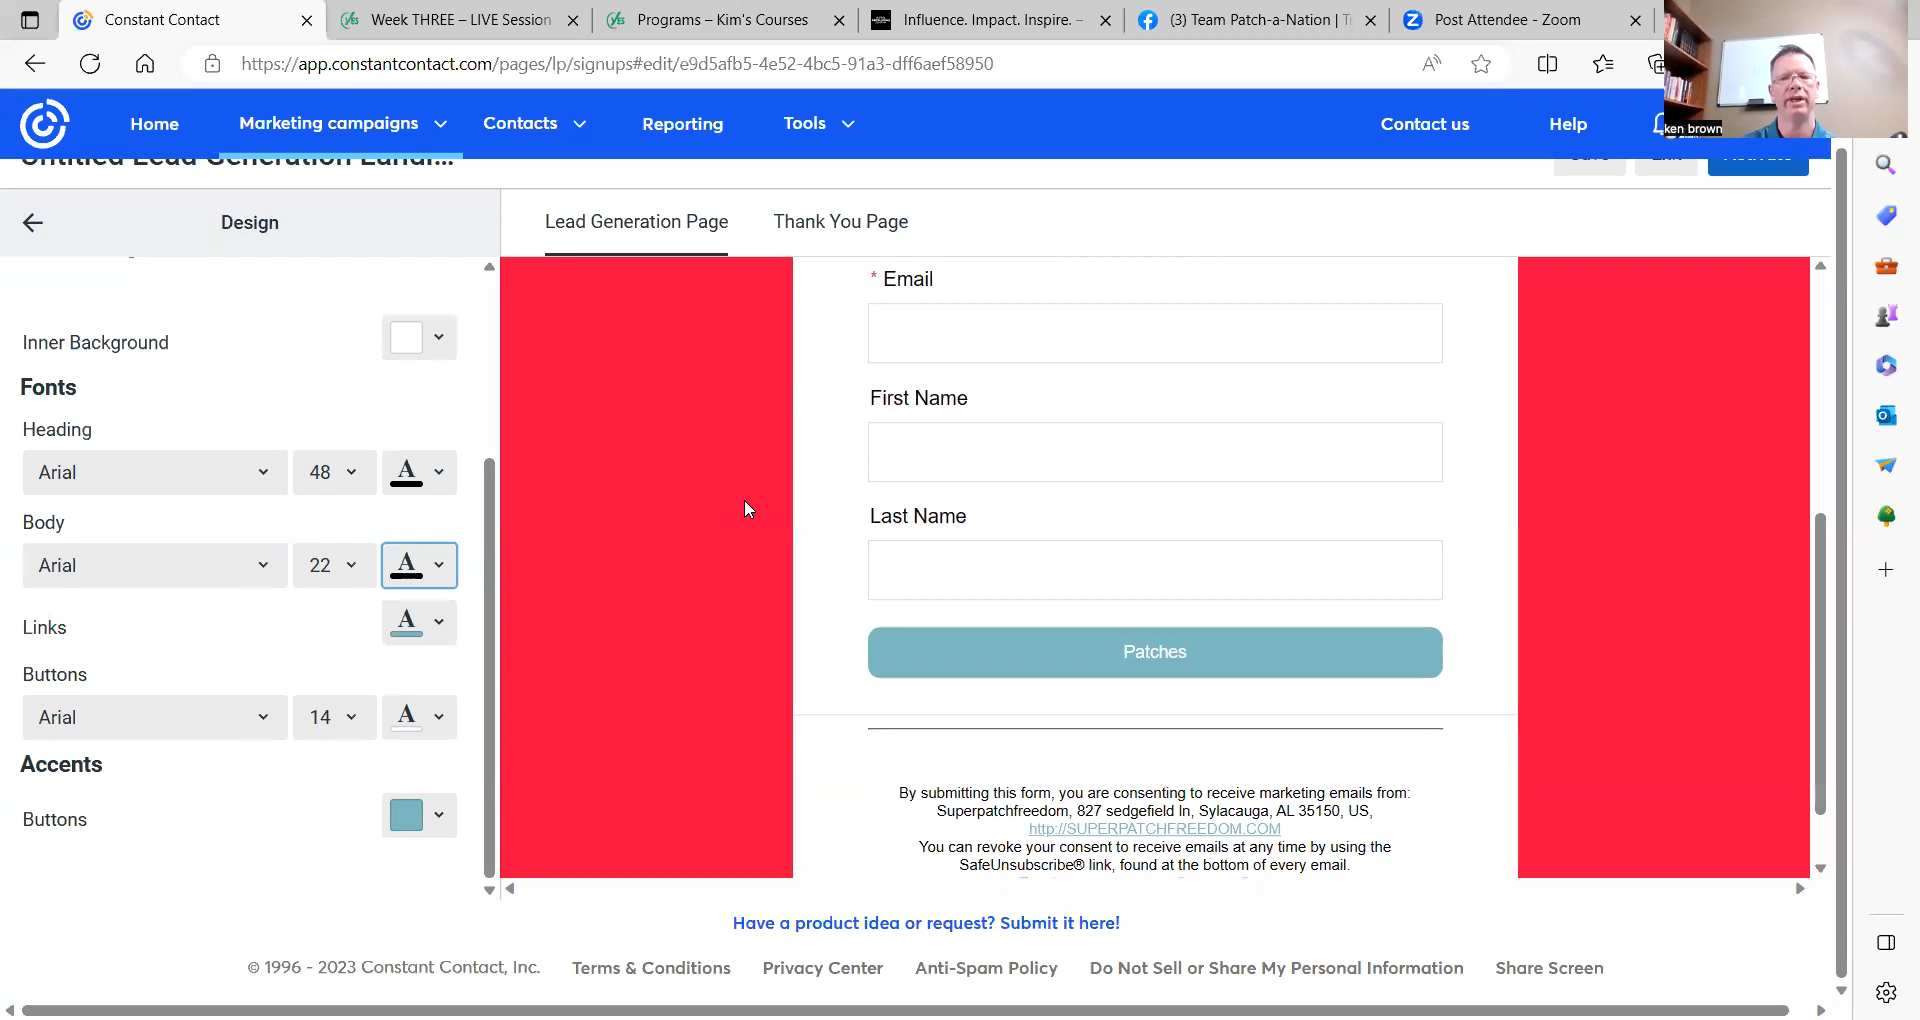 Constant Contact
Week THREE – LIVE Session
Programs – Kim's Courses
Influence. Impact. Inspire. –
(3) Team Patch-a-Nation | Te
Post Attendee - Zoom
https://app.constantcontact.com/pages/lp/signups#edit/e9d5afb5-4e52-4bc5-91a3-dff6aef58950
ken brown
Home
Marketing campaigns
Contacts
Reporting
Tools
Contact us
Help
Untitled Lead Generation Landi...
Design
Lead Generation Page
Thank You Page
Inner Background
Fonts
Heading
Arial
48
A
Body
Arial
22
A
Links
A
Buttons
Arial
14
A
Accents
Buttons
* Email
First Name
Last Name
Patches
By submitting this form, you are consenting to receive marketing emails from:
Superpatchfreedom, 827 sedgefield ln, Sylacauga, AL 35150, US,
http://SUPERPATCHFREEDOM.COM
You can revoke your consent to receive emails at any time by using the
SafeUnsubscribe® link, found at the bottom of every email.
Have a product idea or request? Submit it here!
© 1996 - 2023 Constant Contact, Inc.
Terms & Conditions
Privacy Center
Anti-Spam Policy
Do Not Sell or Share My Personal Information
Share Screen